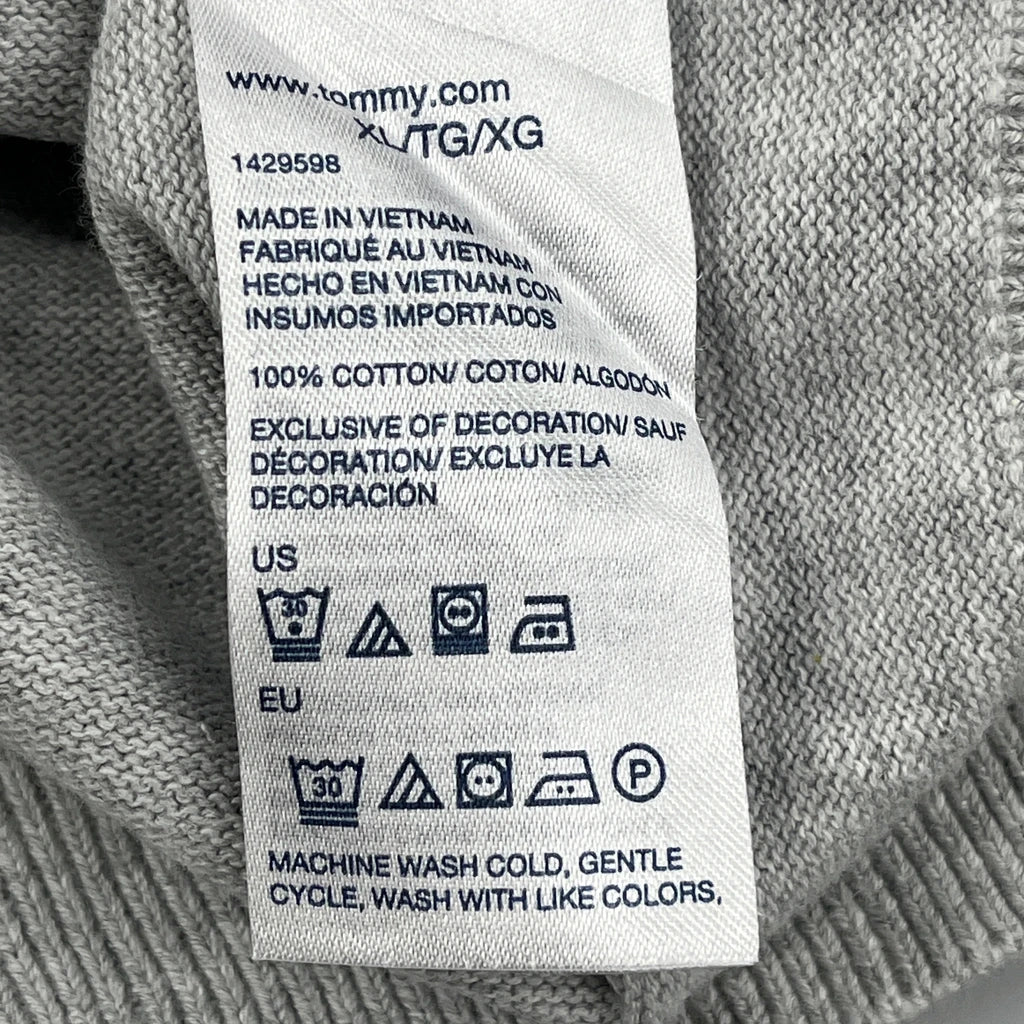 www.tommy.com
XL/TG/XG
1429598
MADE IN VIETNAM
FABRIQUÉ AU VIETNAM
HECHO EN VIETNAM CON
INSUMOS IMPORTADOS
100% COTTON/ COTON/ ALGODÓN
EXCLUSIVE OF DECORATION/ SAUF
DÉCORATION/ EXCLUYE LA
DECORACIÓN
US
30
EU
30 P
MACHINE WASH COLD, GENTLE
CYCLE, WASH WITH LIKE COLORS,